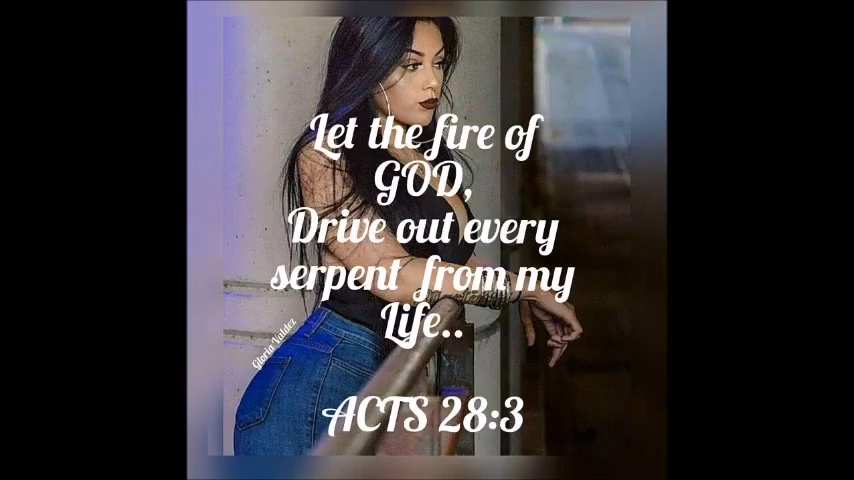 Let the fire of
GOD,
Drive out every
serpent from my
Life..
Gloria Valdez
ACTS 28:3